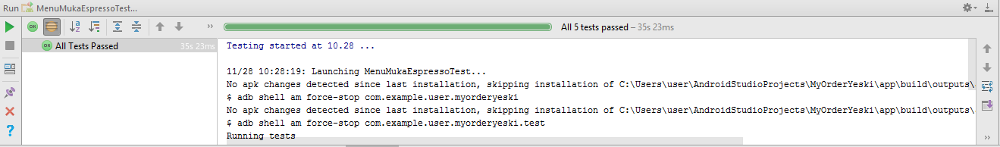 Run MenuMukaEspressoTest...
OK a z >> All 5 tests passed – 35s 23ms
OK All Tests Passed 35s 23ms
Testing started at 10.28 ...
11/28 10:28:19: Launching MenuMukaEspressoTest...
No apk changes detected since last installation, skipping installation of C:\Users\user\AndroidStudioProjects\MyOrderYeski\app\build\outputs\
$ adb shell am force-stop com.example.user.myorderyeski
No apk changes detected since last installation, skipping installation of C:\Users\user\AndroidStudioProjects\MyOrderYeski\app\build\outputs\
$ adb shell am force-stop com.example.user.myorderyeski.test
Running tests